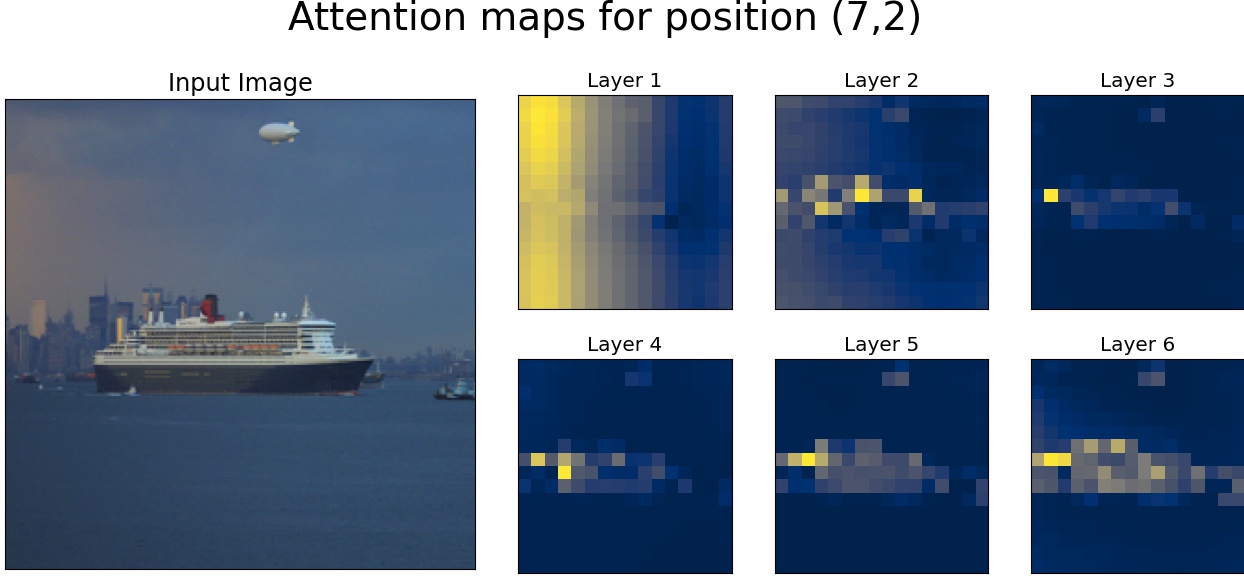 Attention maps for position (7,2)
Input Image
Layer 1
Layer 2
Layer 3
Layer 4
Layer 5
Layer 6